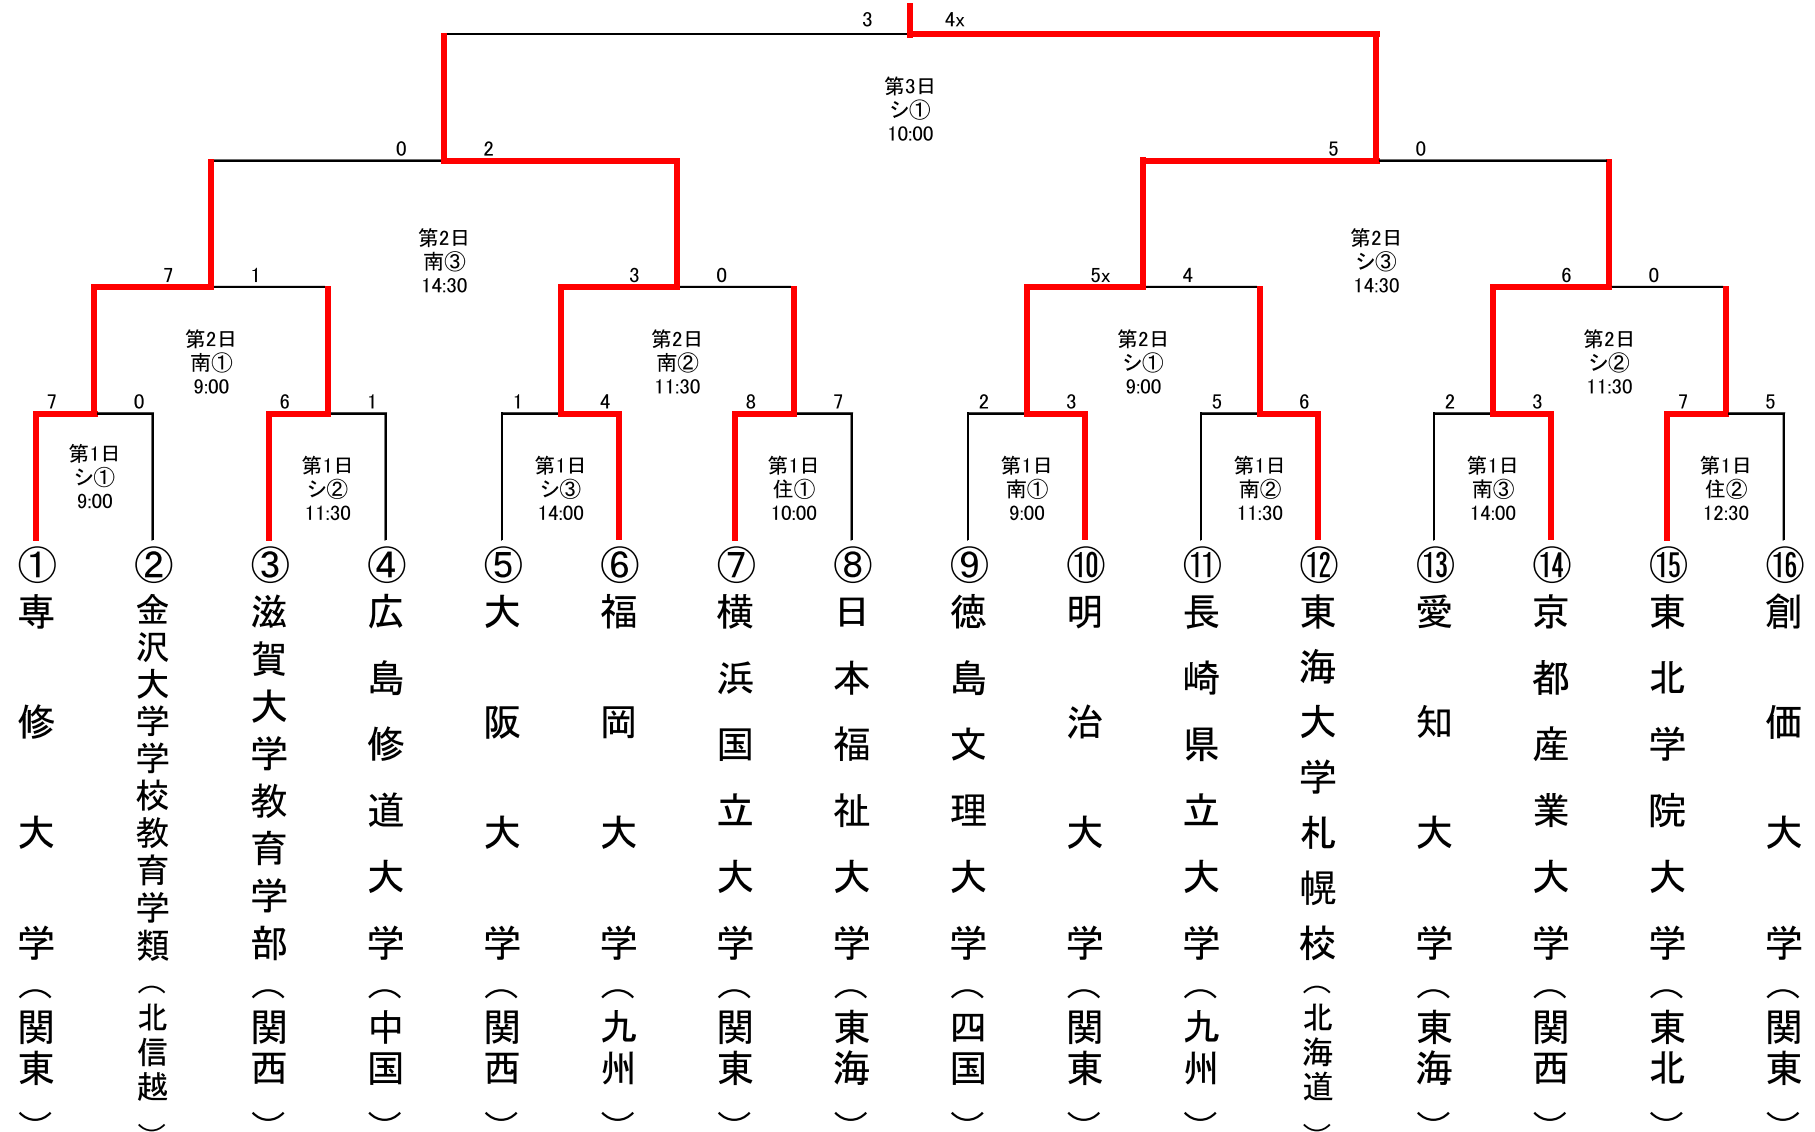 3 4x
第3日
シ①
10:00
0 2
5 0
第2日
南③
14:30
第2日
シ③
14:30
7 1
3 0
5x 4
6 0
第2日
南①
9:00
第2日
南②
11:30
第2日
シ①
9:00
第2日
シ②
11:30
7 0
6 1
1 4
8 7
2 3
5 6
2 3
7 5
第1日
シ①
9:00
第1日
シ②
11:30
第1日
シ③
14:00
第1日
住①
10:00
第1日
南①
9:00
第1日
南②
11:30
第1日
南③
14:00
第1日
住②
12:30
①専修大学（関東）
②金沢大学学校教育学類（北信越）
③滋賀大学教育学部（関西）
④広島修道大学（中国）
⑤大阪大学（関西）
⑥福岡大学（九州）
⑦横浜国立大学（関東）
⑧日本福祉大学（東海）
⑨徳島文理大学（四国）
⑩明治大学（関東）
⑪長崎県立大学（九州）
⑫東海大学札幌校（北海道）
⑬愛知大学（東海）
⑭京都産業大学（関西）
⑮東北学院大学（東北）
⑯創価大学（関東）